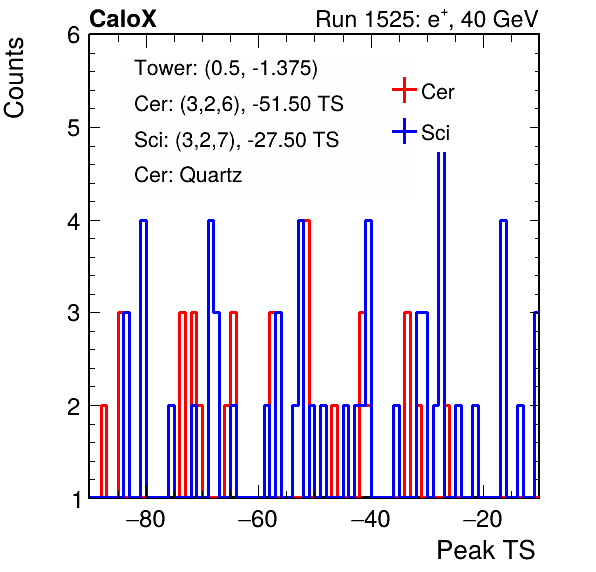 CaloX Run 1525: e⁺, 40 GeV
Counts
6
Tower: (0.5, -1.375)
Cer: (3,2,6), -51.50 TS
Sci: (3,2,7), -27.50 TS
Cer: Quartz
Cer
Sci
5
4
3
2
1
−80 −60 −40 −20
Peak TS